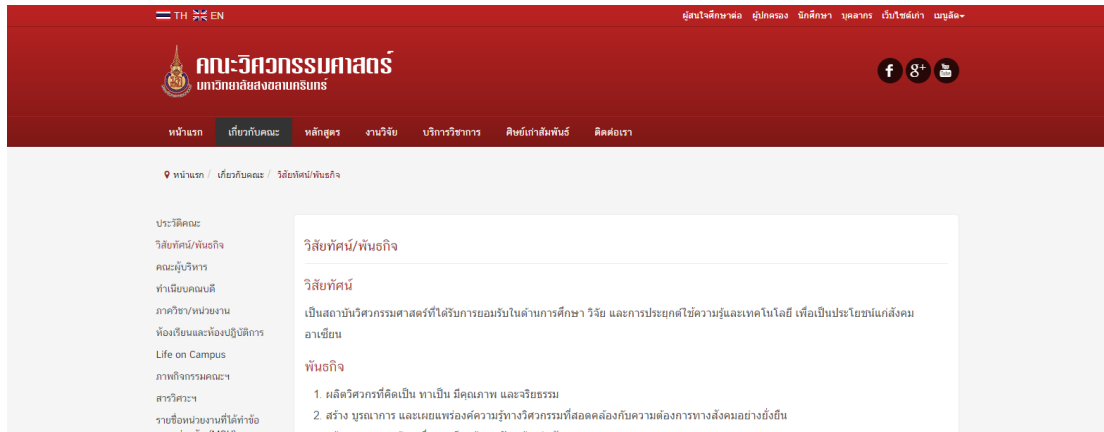 TH EN
ผู้สนใจศึกษาต่อ ผู้ปกครอง นักศึกษา บุคลากร เว็บไซต์เก่า เมนูลัด
คณะวิศวกรรมศาสตร์
มหาวิทยาลัยสงขลานครินทร์
หน้าแรก เกี่ยวกับคณะ หลักสูตร งานวิจัย บริการวิชาการ ศิษย์เก่าสัมพันธ์ ติดต่อเรา
หน้าแรก / เกี่ยวกับคณะ / วิสัยทัศน์/พันธกิจ
ประวัติคณะ
วิสัยทัศน์/พันธกิจ
คณะผู้บริหาร
ทำเนียบคณบดี
ภาควิชา/หน่วยงาน
ห้องเรียนและห้องปฏิบัติการ
Life on Campus
ภาพกิจกรรมคณะฯ
สารวิศวะฯ
รายชื่อหน่วยงานที่ได้ทำข้อ
วิสัยทัศน์/พันธกิจ
วิสัยทัศน์
เป็นสถาบันวิศวกรรมศาสตร์ที่ได้รับการยอมรับในด้านการศึกษา วิจัย และการประยุกต์ใช้ความรู้และเทคโนโลยี เพื่อเป็นประโยชน์แก่สังคม
อาเซียน
พันธกิจ
1. ผลิตวิศวกรที่คิดเป็น ทำเป็น มีคุณภาพ และจริยธรรม
2. สร้าง บูรณาการ และเผยแพร่องค์ความรู้ทางวิศวกรรมที่สอดคล้องกับความต้องการทางสังคมอย่างยั่งยืน